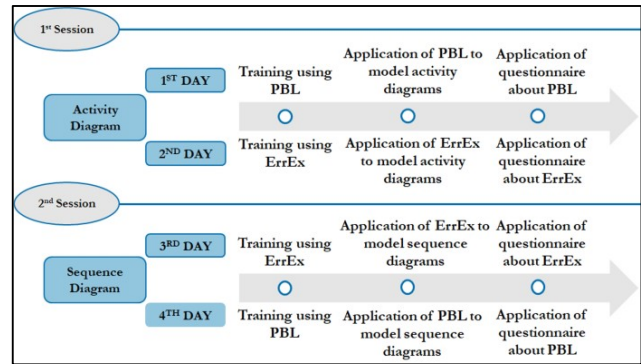 1st Session
1ST DAY
Training using
PBL
Application of PBL to
model activity
diagrams
Application of
questionnaire
about PBL
Activity
Diagram
2ND DAY
Training using
ErrEx
Application of ErrEx
to model activity
diagrams
Application of
questionnaire
about ErrEx
2nd Session
3RD DAY
Training using
ErrEx
Application of ErrEx to
model sequence
diagrams
Application of
questionnaire
about ErrEx
Sequence
Diagram
4TH DAY
Training using
PBL
Application of PBL to
model sequence
diagrams
Application of
questionnaire
about PBL